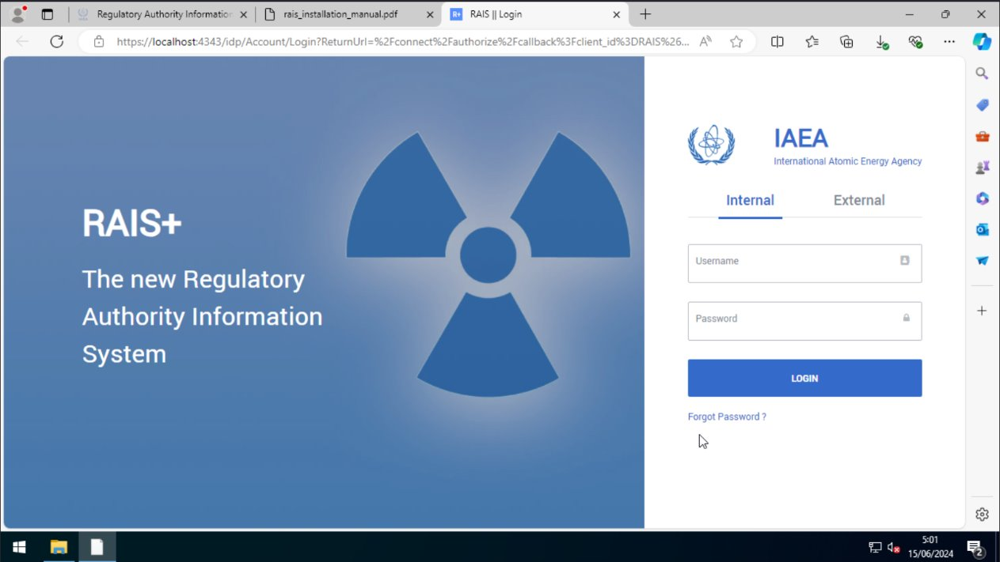 Regulatory Authority Information
rais_installation_manual.pdf
R+ RAIS || Login
https://localhost:4343/idp/Account/Login?ReturnUrl=%2Fconnect%2Fauthorize%2Fcallback%3Fclient_id%3DRAIS%26...
RAIS+
The new Regulatory
Authority Information
System
IAEA
International Atomic Energy Agency
Internal External
Username
Password
LOGIN
Forgot Password ?
5:01
15/06/2024
2